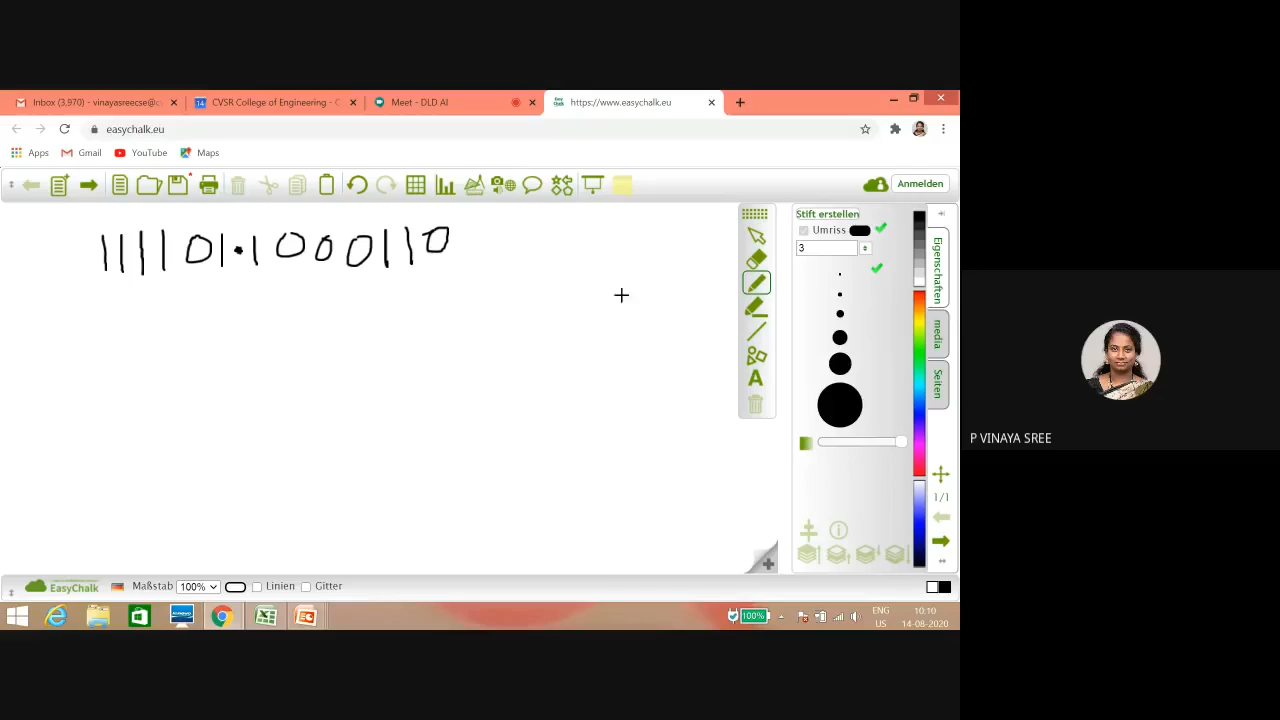 Inbox (3,970) - vinayasreecse@c
CVSR College of Engineering - C
Meet - DLD AI
https://www.easychalk.eu
easychalk.eu
Apps Gmail YouTube Maps
Anmelden
1111101.1000110
Stift erstellen
Umriss
3
Eigenschaften
media
Seiten
1/1
EasyChalk Maßstab 100% Linien Gitter
100% ENG 10:10
US 14-08-2020
P VINAYA SREE